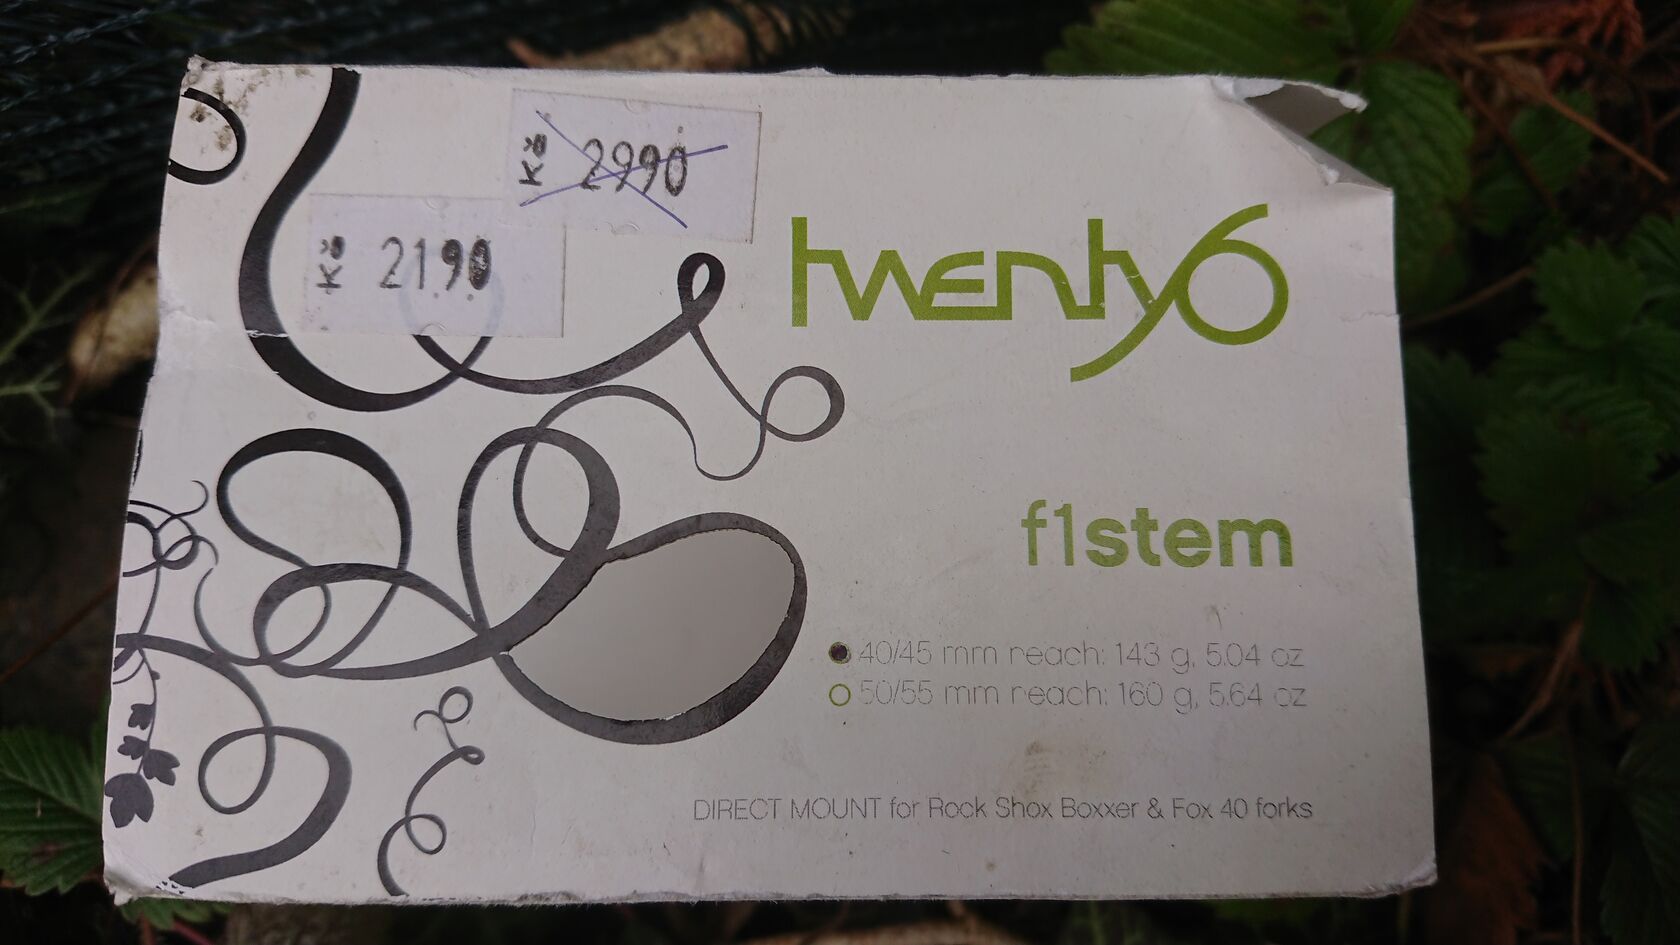 Kč 2990
Kč 2190
twenty6
f1stem
40/45 mm reach: 143 g, 5.04 oz
50/55 mm reach: 160 g, 5.64 oz
DIRECT MOUNT for Rock Shox Boxxer & Fox 40 forks